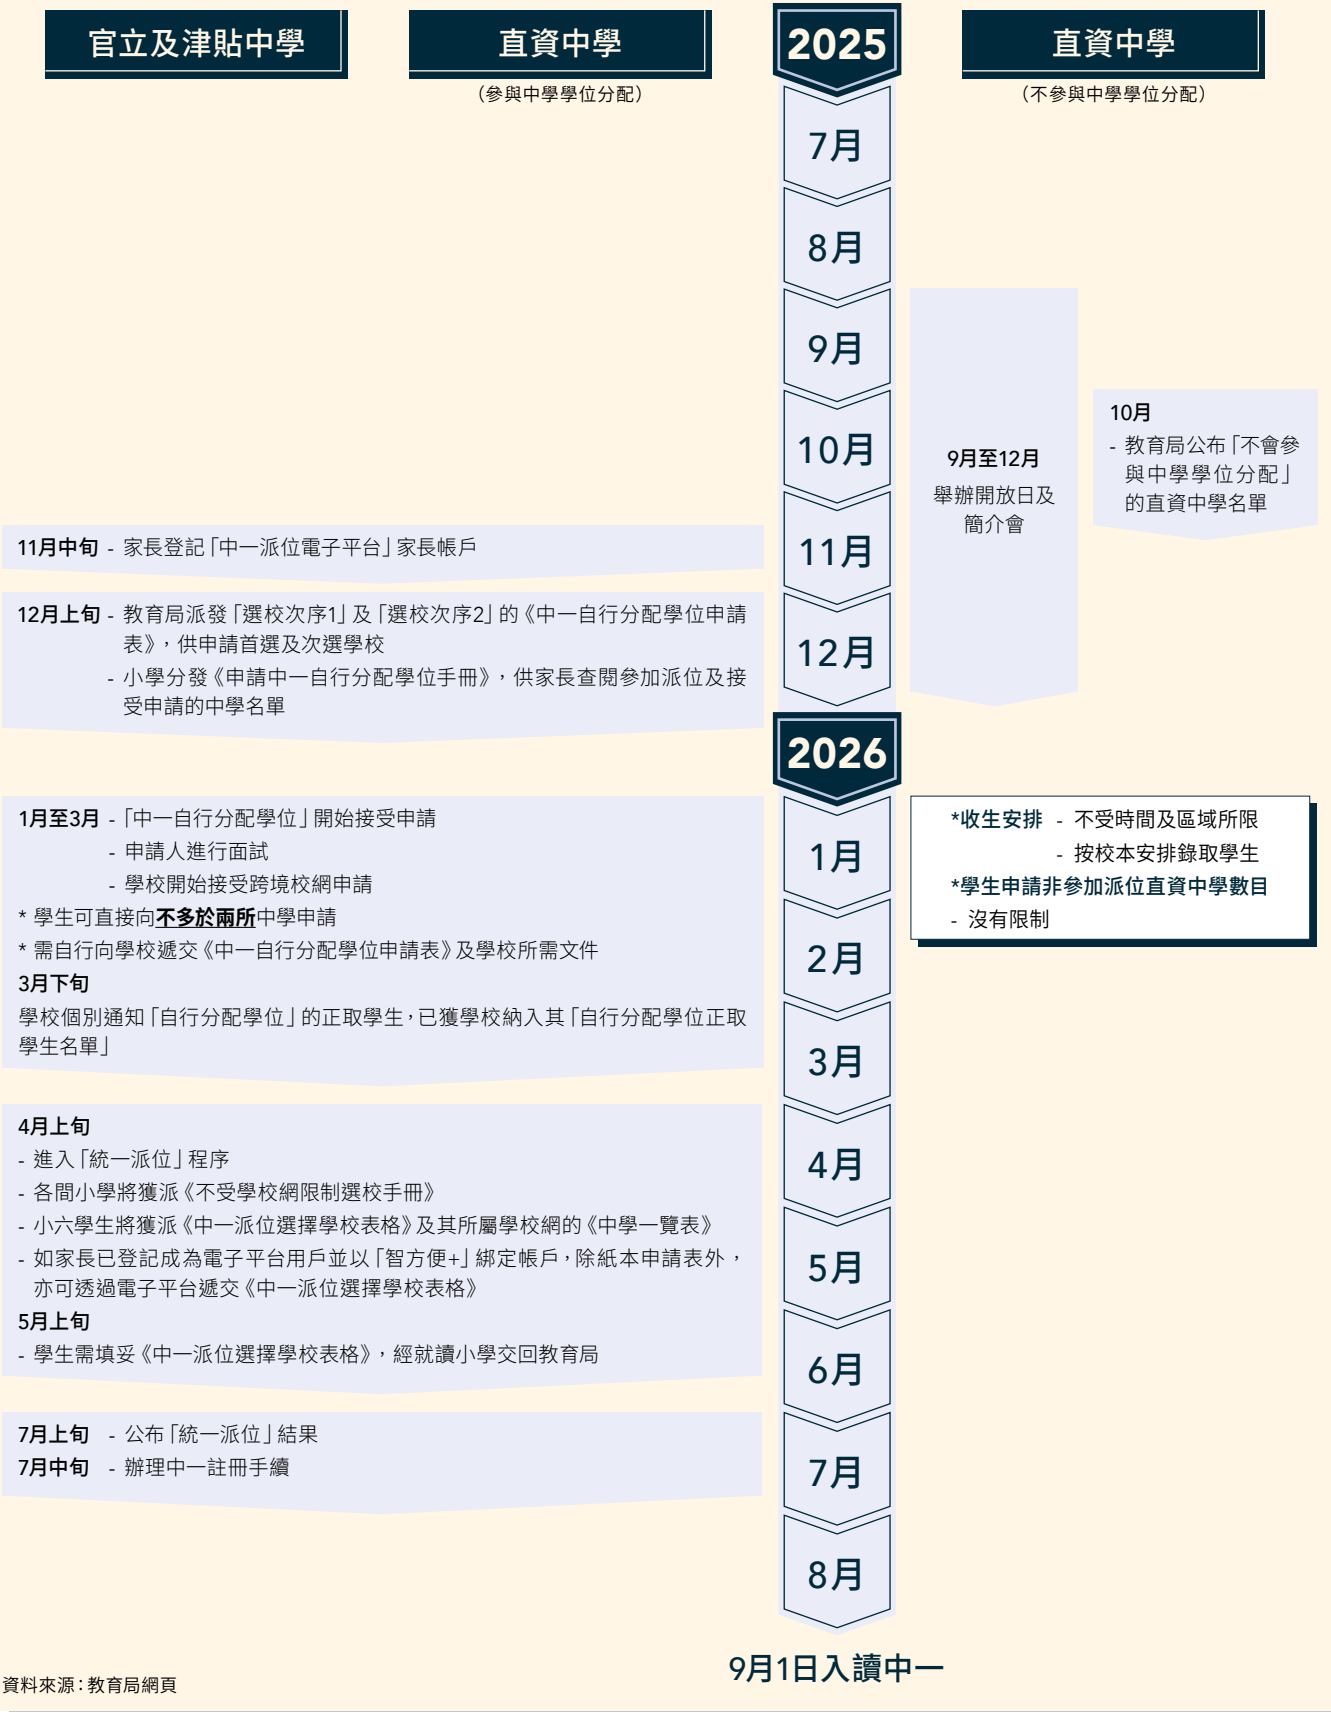 官立及津貼中學
直資中學
(參與中學學位分配)
2025
直資中學
(不參與中學學位分配)
7月
8月
9月
10月
11月
12月
9月至12月
舉辦開放日及
簡介會
10月
- 教育局公布「不會參
與中學學位分配」
的直資中學名單
11月中旬 - 家長登記「中一派位電子平台」家長帳戶
12月上旬 - 教育局派發「選校次序1」及「選校次序2」的《中一自行分配學位申請
表》，供申請首選及次選學校
- 小學分發《申請中一自行分配學位手冊》，供家長查閱參加派位及接
受申請的中學名單
2026
1月至3月 -「中一自行分配學位」開始接受申請
- 申請人進行面試
- 學校開始接受跨境校網申請
* 學生可直接向不多於兩所中學申請
* 需自行向學校遞交《中一自行分配學位申請表》及學校所需文件
3月下旬
學校個別通知「自行分配學位」的正取學生，已獲學校納入其「自行分配學位正取
學生名單」
1月
2月
3月
*收生安排 - 不受時間及區域所限
- 按校本安排錄取學生
*學生申請非參加派位直資中學數目
- 沒有限制
4月上旬
- 進入「統一派位」程序
- 各間小學將獲派《不受學校網限制選校手冊》
- 小六學生將獲派《中一派位選擇學校表格》及其所屬學校網的《中學一覽表》
- 如家長已登記成為電子平台用戶並以「智方便+」綁定帳戶，除紙本申請表外，
亦可透過電子平台遞交《中一派位選擇學校表格》
5月上旬
- 學生需填妥《中一派位選擇學校表格》，經就讀小學交回教育局
4月
5月
6月
7月上旬 - 公布「統一派位」結果
7月中旬 - 辦理中一註冊手續
7月
8月
9月1日入讀中一
資料來源：教育局網頁